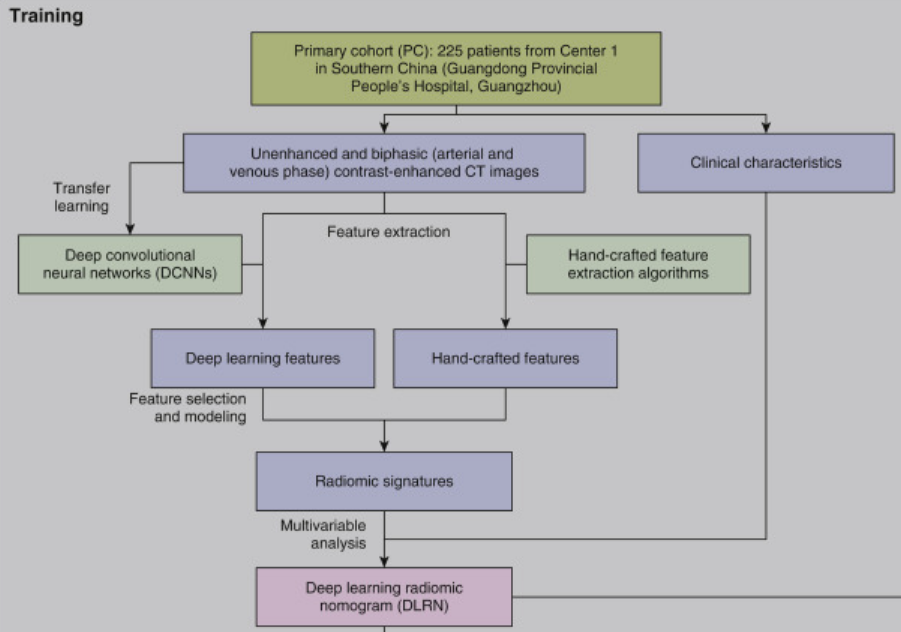 Training
Primary cohort (PC): 225 patients from Center 1
in Southern China (Guangdong Provincial
People's Hospital, Guangzhou)
Unenhanced and biphasic (arterial and
venous phase) contrast-enhanced CT images
Clinical characteristics
Transfer
learning
Feature extraction
Deep convolutional
neural networks (DCNNs)
Hand-crafted feature
extraction algorithms
Deep learning features
Hand-crafted features
Feature selection
and modeling
Radiomic signatures
Multivariable
analysis
Deep learning radiomic
nomogram (DLRN)